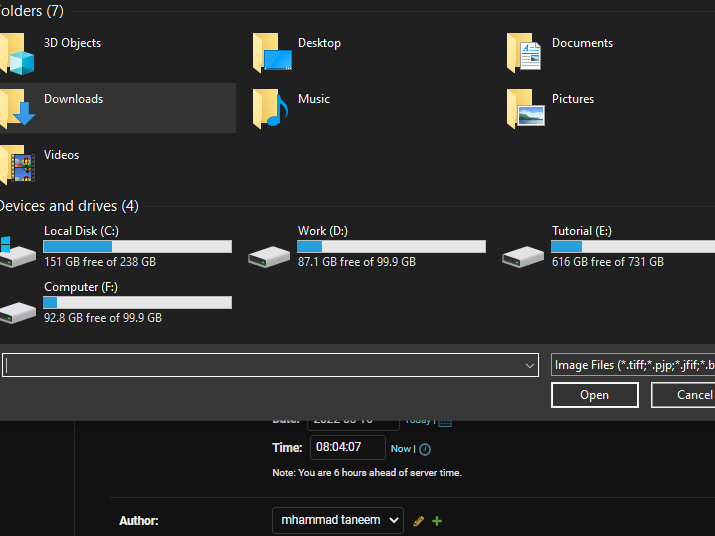 Folders (7)
3D Objects
Desktop
Documents
Downloads
Music
Pictures
Videos
Devices and drives (4)
Local Disk (C:)
151 GB free of 238 GB
Work (D:)
87.1 GB free of 99.9 GB
Tutorial (E:)
616 GB free of 731 GB
Computer (F:)
92.8 GB free of 99.9 GB
Image Files (*.tiff;*.pjp;*.jfif;*.b
Open Cancel
Date: Today |
Time: 08:04:07 Now |
Note: You are 6 hours ahead of server time.
Author: mhammad taneem